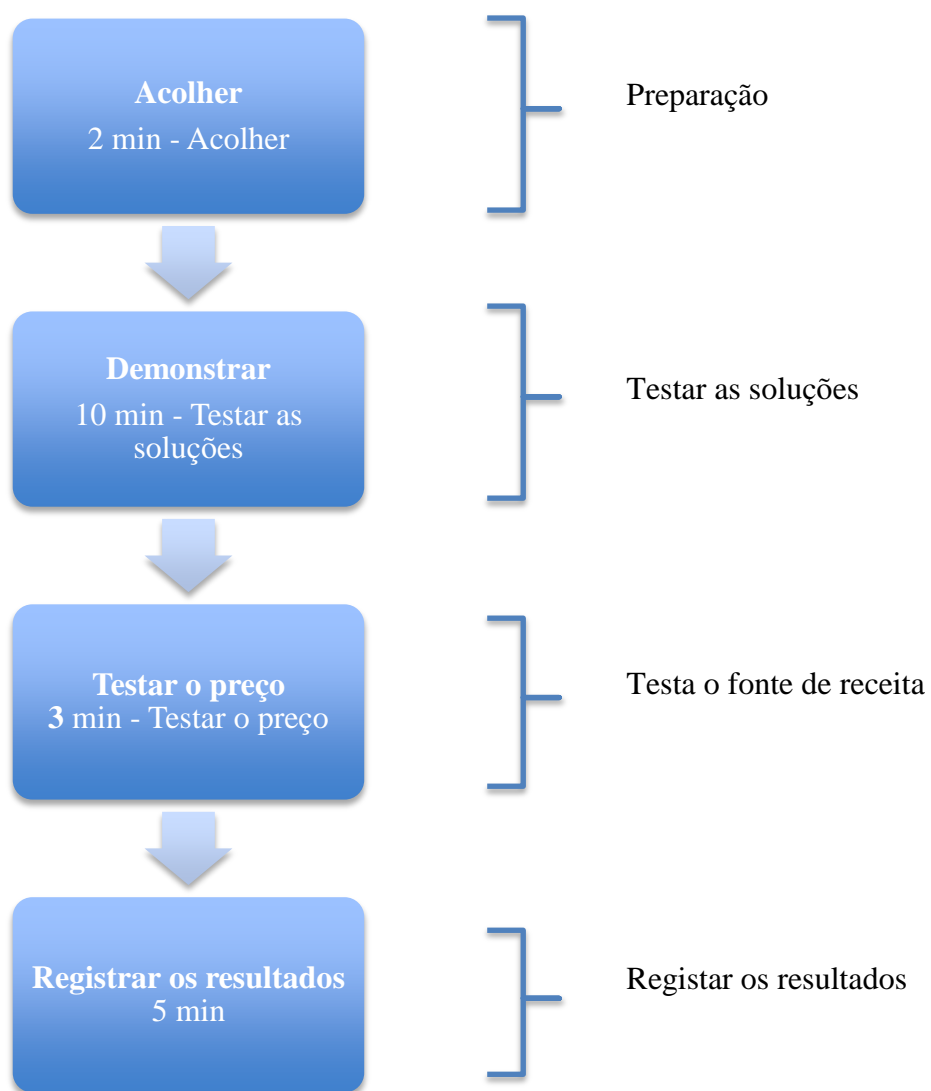 Acolher
2 min - Acolher
Preparação
Demonstrar
10 min - Testar as
soluções
Testar as soluções
Testar o preço
3 min - Testar o preço
Testa o fonte de receita
Registrar os resultados
5 min
Registar os resultados